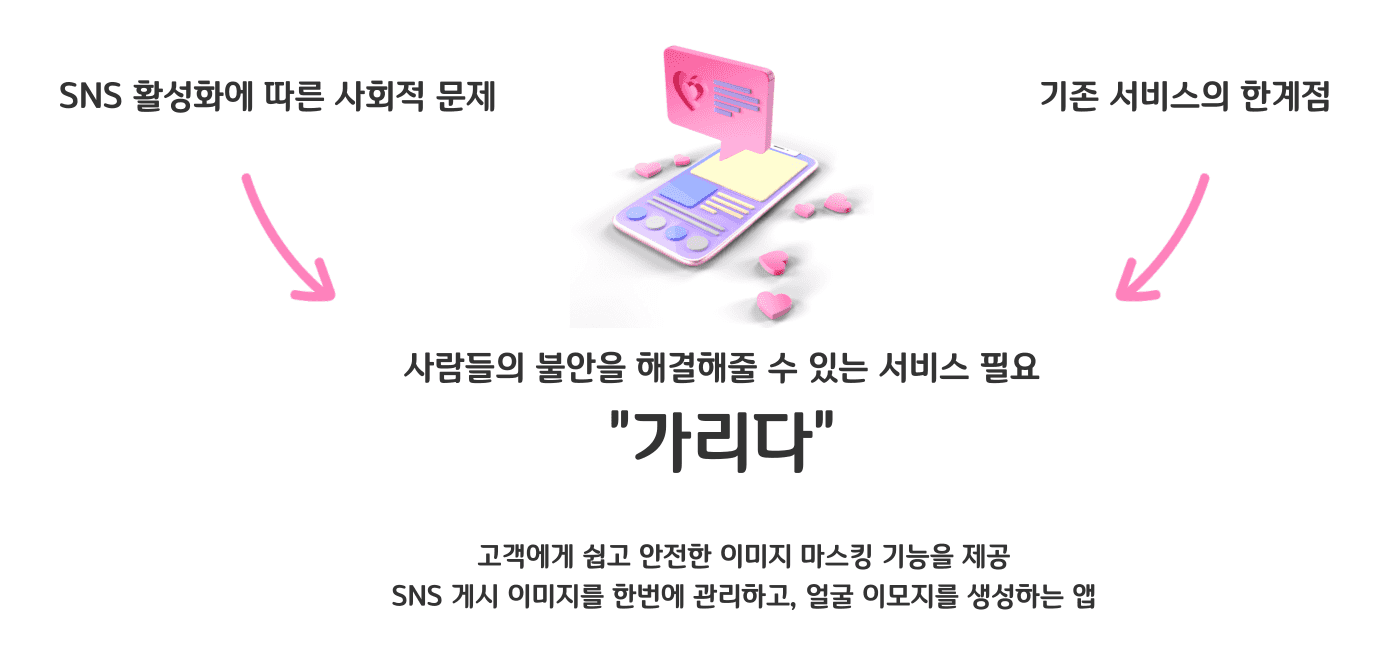 SNS 활성화에 따른 사회적 문제
기존 서비스의 한계점
사람들의 불안을 해결해줄 수 있는 서비스 필요
"가리다"
고객에게 쉽고 안전한 이미지 마스킹 기능을 제공
SNS 게시 이미지를 한번에 관리하고, 얼굴 이모지를 생성하는 앱